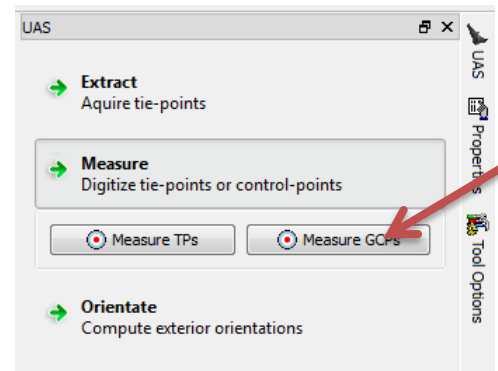 UAS
Extract
Aquire tie-points
Measure
Digitize tie-points or control-points
Measure TPs
Measure GCPs
Orientate
Compute exterior orientations
UAS
Properties
Tool Options